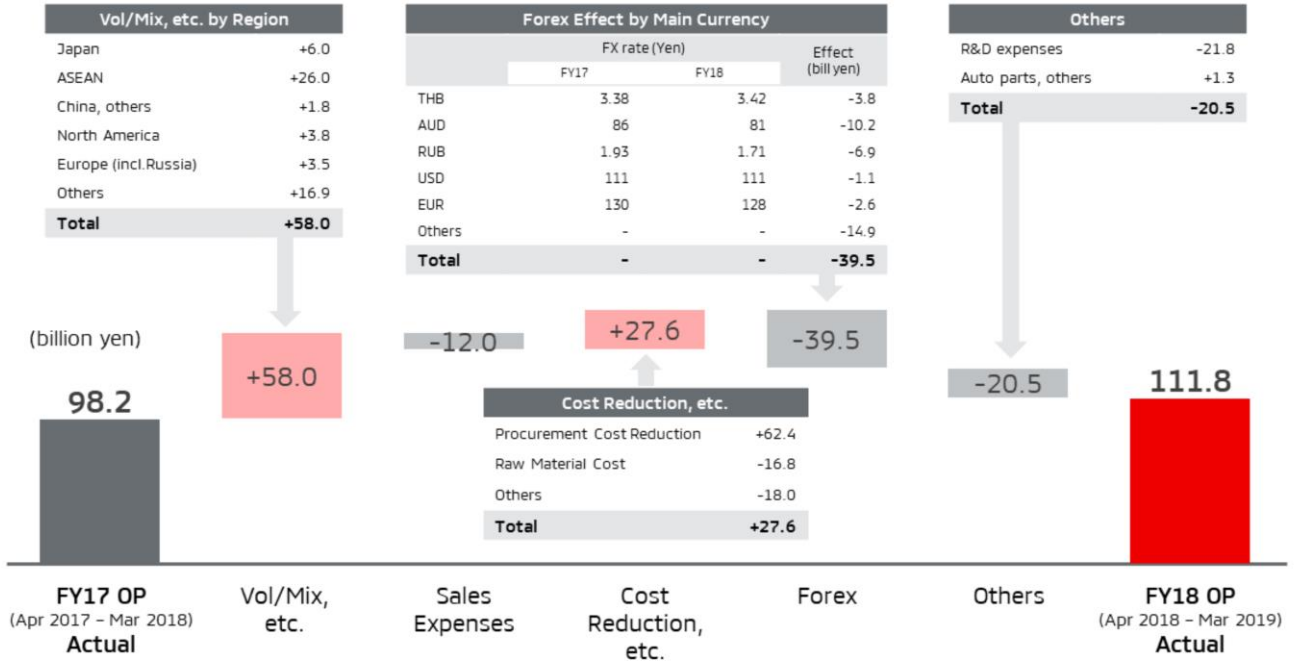 Vol/Mix, etc. by Region
Japan +6.0
ASEAN +26.0
China, others +1.8
North America +3.8
Europe (incl.Russia) +3.5
Others +16.9
Total +58.0
Forex Effect by Main Currency
FX rate (Yen) Effect (bill yen)
FY17 FY18
THB 3.38 3.42 -3.8
AUD 86 81 -10.2
RUB 1.93 1.71 -6.9
USD 111 111 -1.1
EUR 130 128 -2.6
Others - - -14.9
Total - - -39.5
Others
R&D expenses -21.8
Auto parts, others +1.3
Total -20.5
(billion yen)
98.2
+58.0
-12.0
+27.6
-39.5
-20.5
111.8
Cost Reduction, etc.
Procurement Cost Reduction +62.4
Raw Material Cost -16.8
Others -18.0
Total +27.6
FY17 OP
(Apr 2017 – Mar 2018)
Actual
Vol/Mix,
etc.
Sales
Expenses
Cost
Reduction,
etc.
Forex
Others
FY18 OP
(Apr 2018 – Mar 2019)
Actual